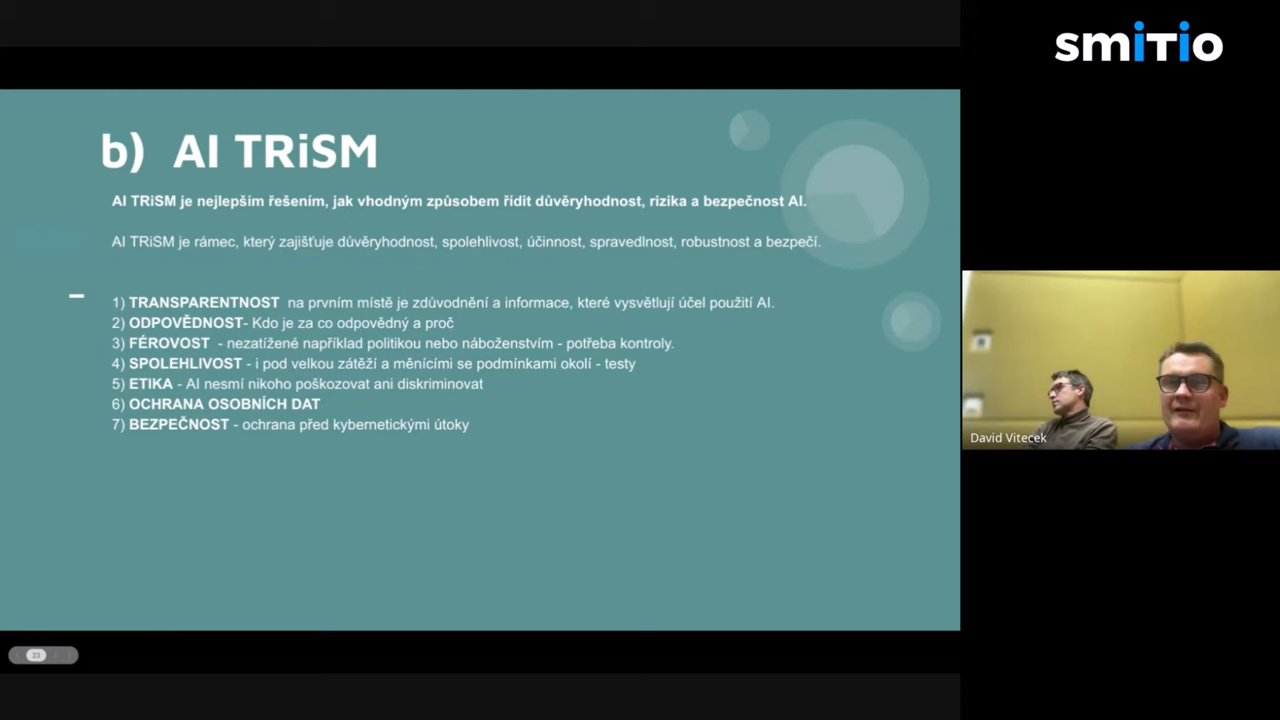 smiTio
b) AI TRiSM
AI TRiSM je nejlepším řešením, jak vhodným způsobem řídit důvěryhodnost, rizika a bezpečnost AI.
AI TRiSM je rámec, který zajišťuje důvěryhodnost, spolehlivost, účinnost, spravedlnost, robustnost a bezpečí.
1) TRANSPARENTNOST na prvním místě je zdůvodnění a informace, které vysvětlují účel použití AI.
2) ODPOVĚDNOST- Kdo je za co odpovědný a proč
3) FÉROVOST - nezatížené například politikou nebo náboženstvím - potřeba kontroly.
4) SPOLEHLIVOST - i pod velkou zátěží a měnícími se podmínkami okolí - testy
5) ETIKA - AI nesmí nikoho poškozovat ani diskriminovat
6) OCHRANA OSOBNÍCH DAT
7) BEZPEČNOST - ochrana před kybernetickými útoky
David Vitecek
23